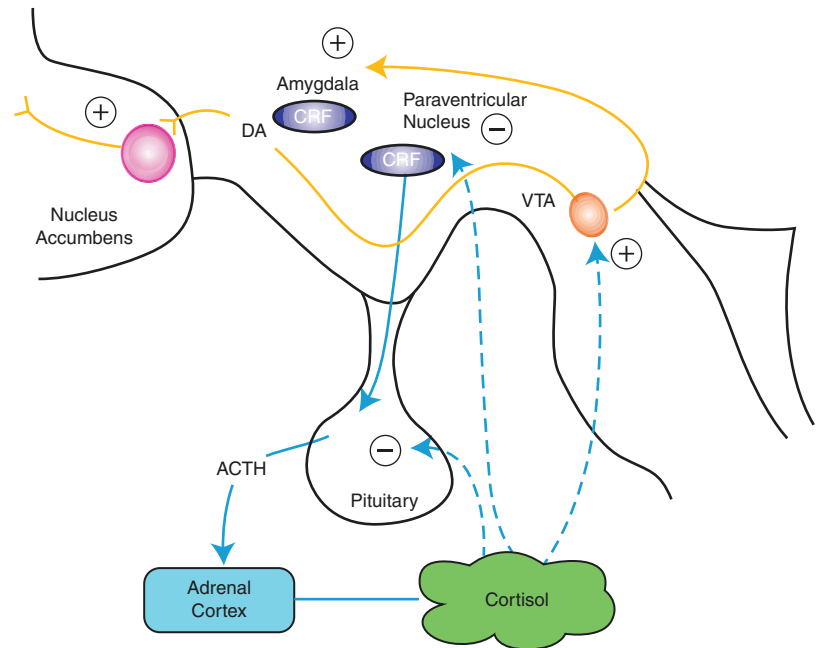 +
Amygdala
CRF
+
DA
Paraventricular
Nucleus
−
CRF
Nucleus
Accumbens
VTA
+
−
Pituitary
ACTH
Adrenal
Cortex
Cortisol